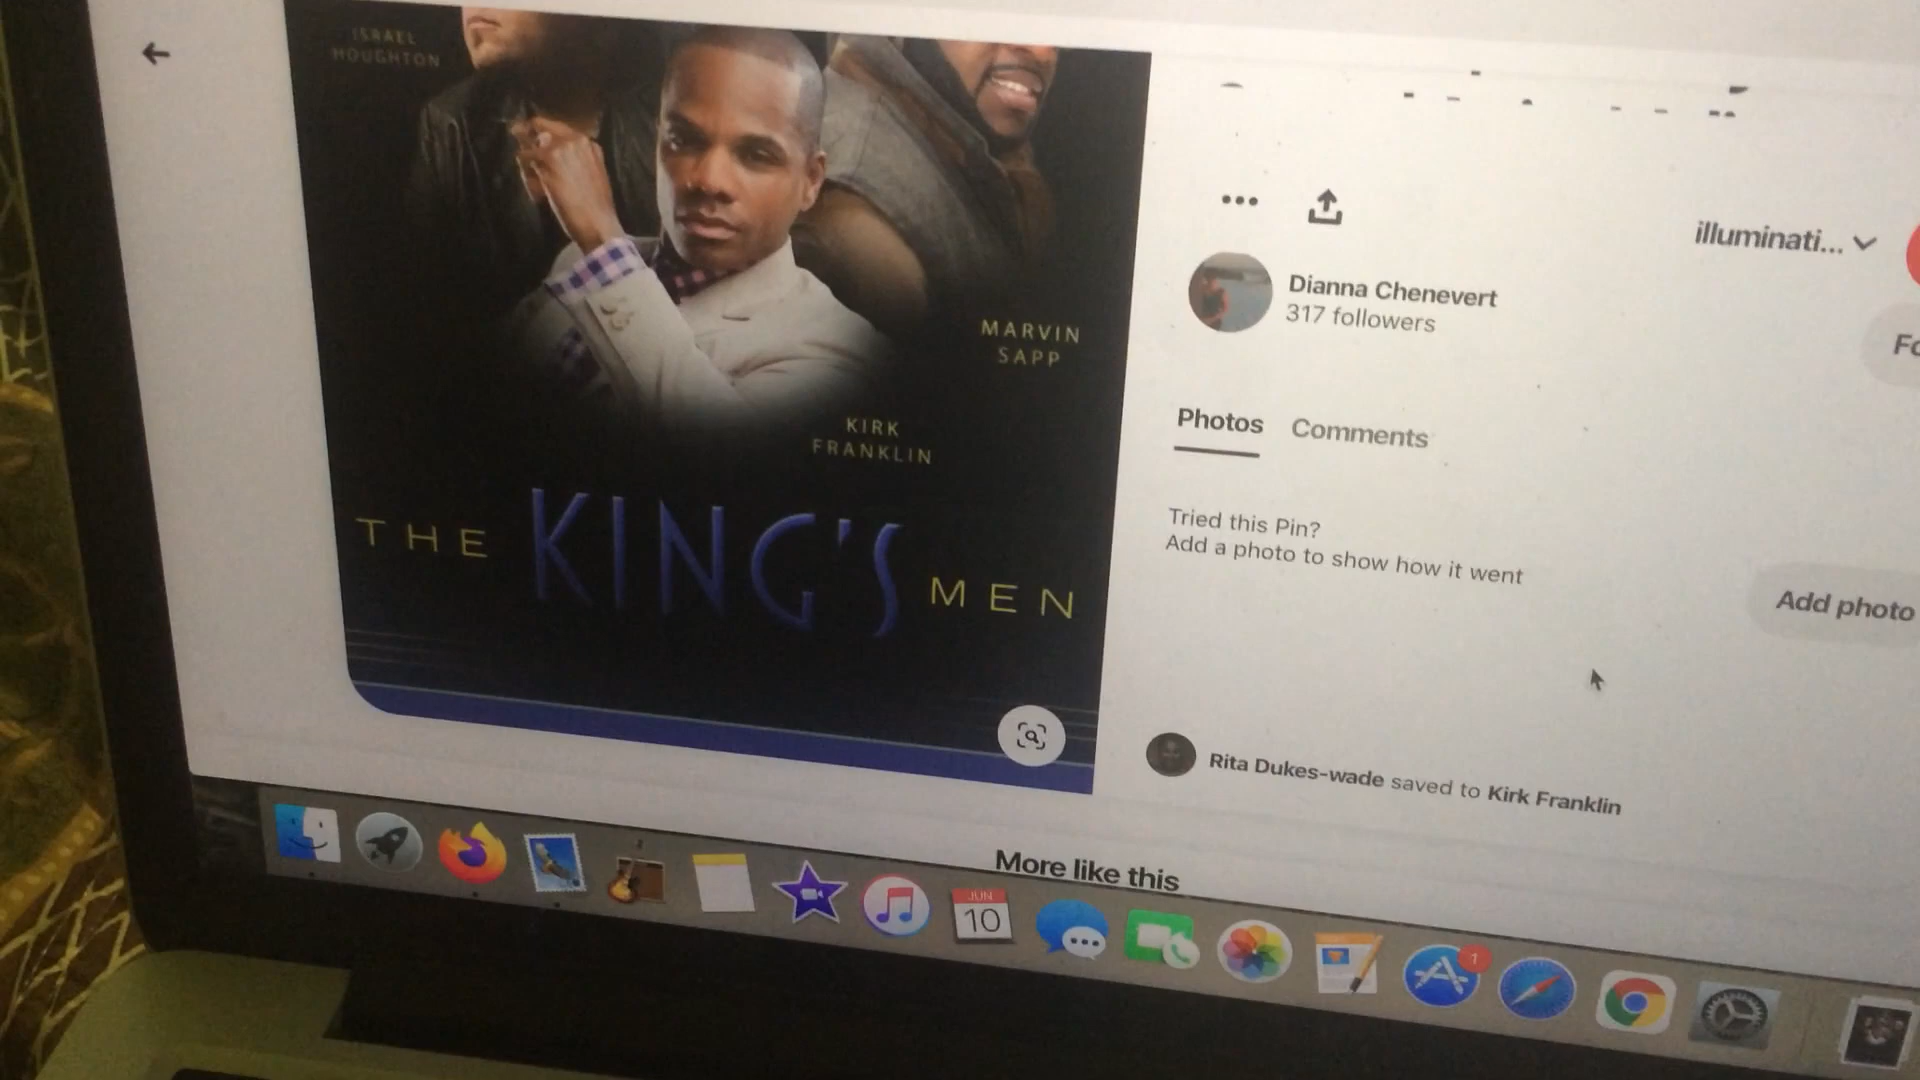 ISRAEL
HOUGHTON
MARVIN
SAPP
KIRK
FRANKLIN
THE KING'S MEN
illuminati...
Dianna Chenevert
317 followers
Fo
Photos Comments
Tried this Pin?
Add a photo to show how it went
Add photo
Rita Dukes-wade saved to Kirk Franklin
More like this
JUN
10
1